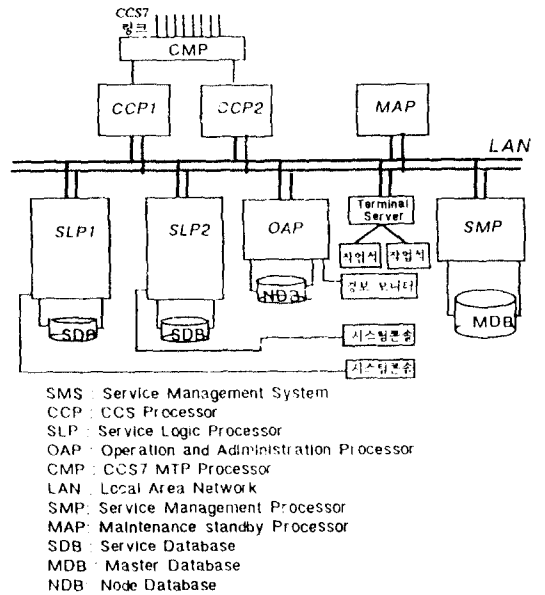 CCS7
링크
CMP
CCP1
CCP2
MAP
LAN
SLP1
SLP2
OAP
Terminal
Server
SMP
작업석
작업석
경보 모니터
NDB
SDB
SDB
MDB
시스템콘솔
시스템콘솔
SMS : Service Management System
CCP : CCS Processor
SLP : Service Logic Processor
OAP : Operation and Administration Processor
CMP : CCS7 MTP Processor
LAN : Local Area Network
SMP: Service Management Processor
MAP: Maintenance standby Processor
SDB : Service Database
MDB : Master Database
NDB : Node Database